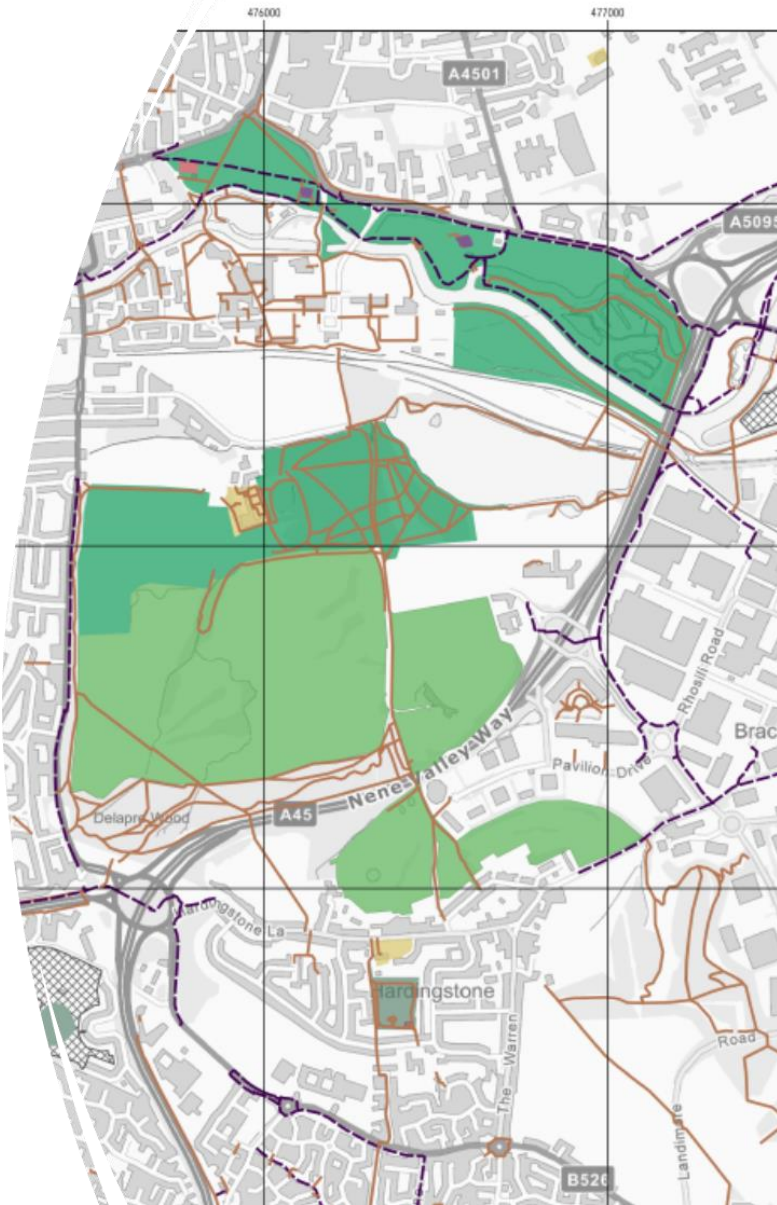 476000
477000
A4501
A5095
Rhosill Road
Brac
Nene Valley Way
Pavilion Drive
A45
Delapre Wood
Hardingstone La
Hardingstone
The Warren
Road
Landimore
B526